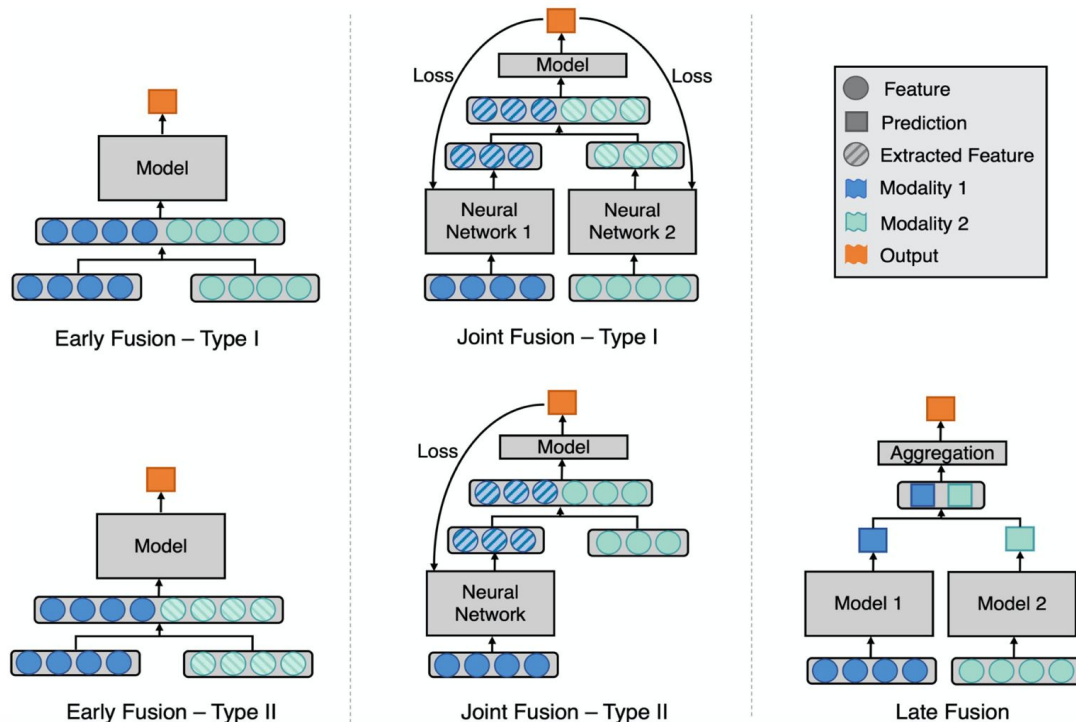 Model
Early Fusion – Type I
Loss
Model
Loss
Neural
Network 1
Neural
Network 2
Joint Fusion – Type I
Feature
Prediction
Extracted Feature
Modality 1
Modality 2
Output
Model
Early Fusion – Type II
Loss
Model
Neural
Network
Joint Fusion – Type II
Aggregation
Model 1
Model 2
Late Fusion